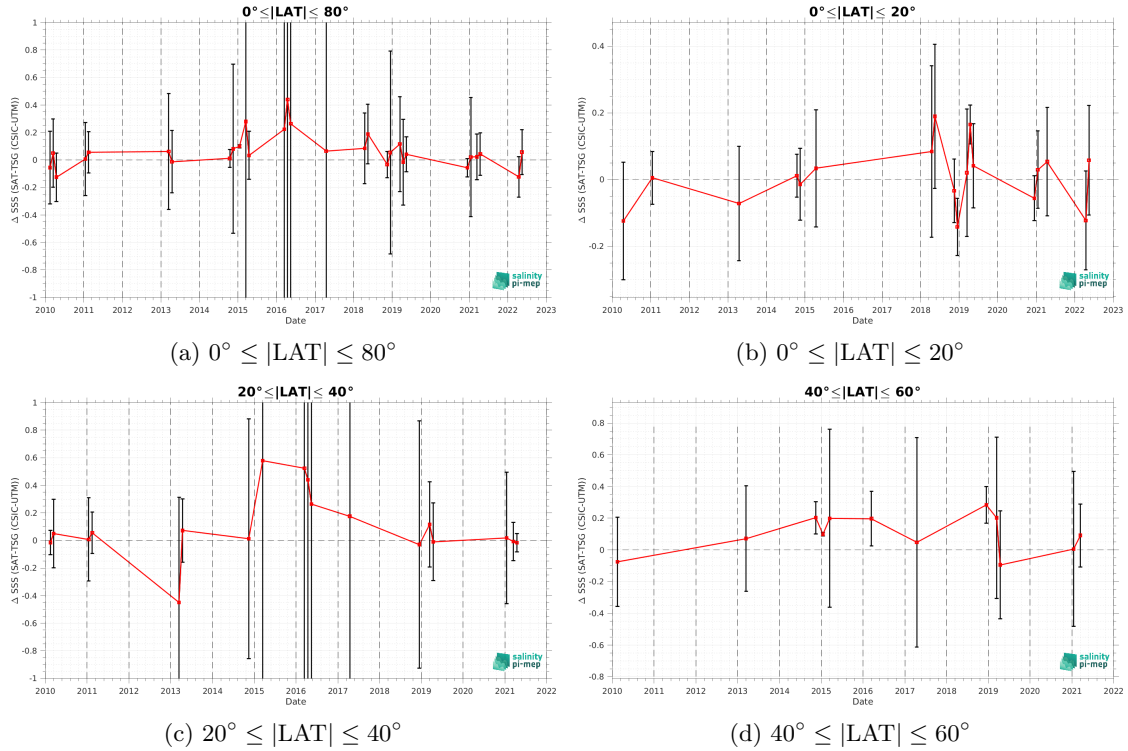 0°≤|LAT|≤ 80°
Δ SSS (SAT-TSG (CSIC-UTM))
1
0.8
0.6
0.4
0.2
0
-0.2
-0.4
-0.6
-0.8
-1
2010 2011 2012 2013 2014 2015 2016 2017 2018 2019 2020 2021 2022 2023
Date
salinity
pi-mep
(a) 0° ≤ |LAT| ≤ 80°
0°≤|LAT|≤ 20°
Δ SSS (SAT-TSG (CSIC-UTM))
0.4
0.2
0
-0.2
2010 2011 2012 2013 2014 2015 2016 2017 2018 2019 2020 2021 2022 2023
Date
salinity
pi-mep
(b) 0° ≤ |LAT| ≤ 20°
20°≤|LAT|≤ 40°
Δ SSS (SAT-TSG (CSIC-UTM))
1
0.8
0.6
0.4
0.2
0
-0.2
-0.4
-0.6
-0.8
-1
2010 2011 2012 2013 2014 2015 2016 2017 2018 2019 2020 2021 2022
Date
salinity
pi-mep
(c) 20° ≤ |LAT| ≤ 40°
40°≤|LAT|≤ 60°
Δ SSS (SAT-TSG (CSIC-UTM))
0.8
0.6
0.4
0.2
0
-0.2
-0.4
-0.6
-0.8
2010 2011 2012 2013 2014 2015 2016 2017 2018 2019 2020 2021 2022
Date
salinity
pi-mep
(d) 40° ≤ |LAT| ≤ 60°